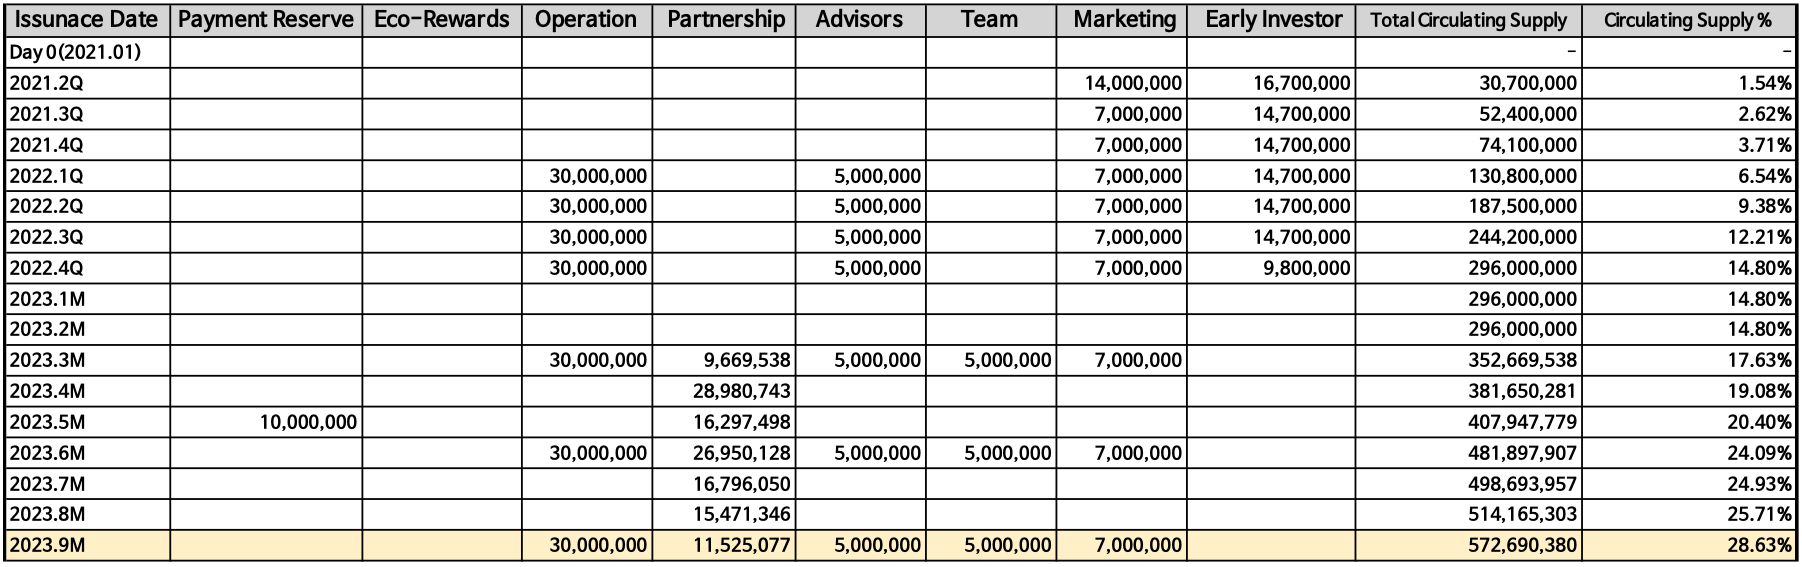 Issunace Date Payment Reserve Eco-Rewards Operation Partnership Advisors Team Marketing Early Investor Total Circulating Supply Circulating Supply %
Day 0(2021.01) - -
2021.2Q 14,000,000 16,700,000 30,700,000 1.54%
2021.3Q 7,000,000 14,700,000 52,400,000 2.62%
2021.4Q 7,000,000 14,700,000 74,100,000 3.71%
2022.1Q 30,000,000 5,000,000 7,000,000 14,700,000 130,800,000 6.54%
2022.2Q 30,000,000 5,000,000 7,000,000 14,700,000 187,500,000 9.38%
2022.3Q 30,000,000 5,000,000 7,000,000 14,700,000 244,200,000 12.21%
2022.4Q 30,000,000 5,000,000 7,000,000 9,800,000 296,000,000 14.80%
2023.1M 296,000,000 14.80%
2023.2M 296,000,000 14.80%
2023.3M 30,000,000 9,669,538 5,000,000 5,000,000 7,000,000 352,669,538 17.63%
2023.4M 28,980,743 381,650,281 19.08%
2023.5M 10,000,000 16,297,498 407,947,779 20.40%
2023.6M 30,000,000 26,950,128 5,000,000 5,000,000 7,000,000 481,897,907 24.09%
2023.7M 16,796,050 498,693,957 24.93%
2023.8M 15,471,346 514,165,303 25.71%
2023.9M 30,000,000 11,525,077 5,000,000 5,000,000 7,000,000 572,690,380 28.63%